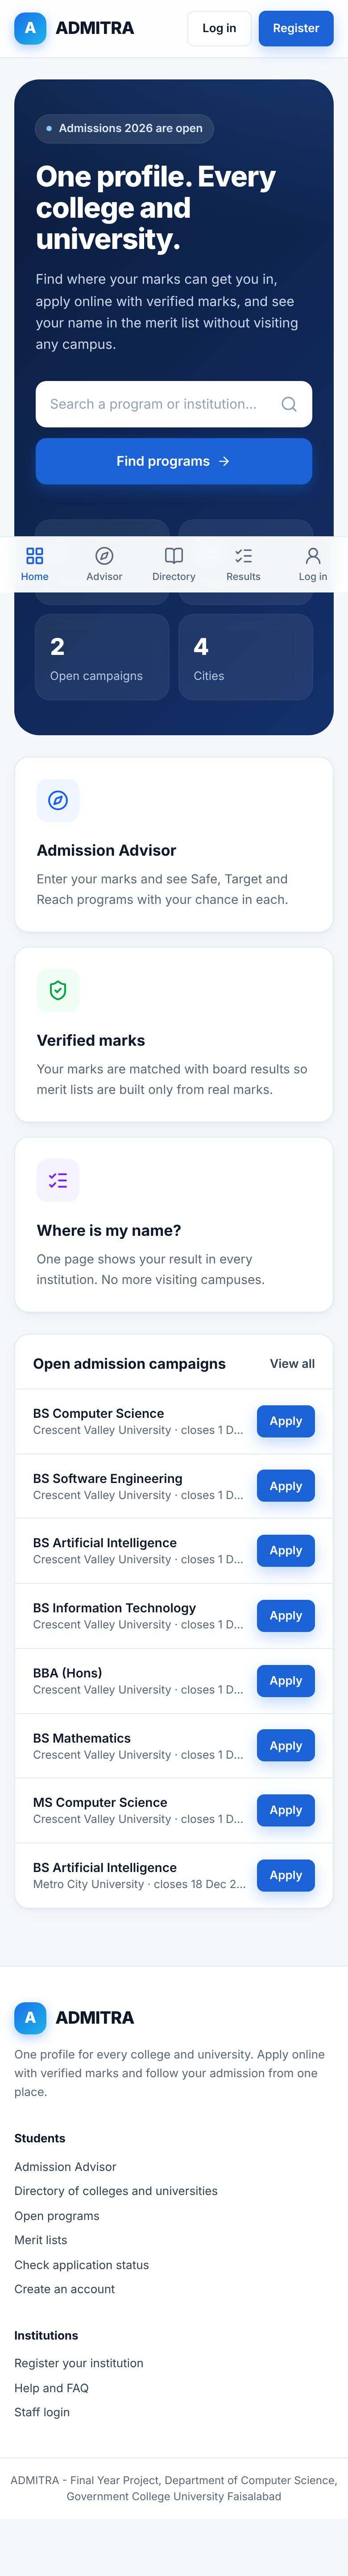 A ADMITRA Log in Register
Admissions 2026 are open
One profile. Every
college and
university.
Find where your marks can get you in,
apply online with verified marks, and see
your name in the merit list without visiting
any campus.
Search a program or institution...
Find programs
Home Advisor Directory Results Log in
2 4
Open campaigns Cities
Admission Advisor
Enter your marks and see Safe, Target and
Reach programs with your chance in each.
Verified marks
Your marks are matched with board results so
merit lists are built only from real marks.
Where is my name?
One page shows your result in every
institution. No more visiting campuses.
Open admission campaigns View all
BS Computer Science
Crescent Valley University · closes 1 D...
Apply
BS Software Engineering
Crescent Valley University · closes 1 D...
Apply
BS Artificial Intelligence
Crescent Valley University · closes 1 D...
Apply
BS Information Technology
Crescent Valley University · closes 1 D...
Apply
BBA (Hons)
Crescent Valley University · closes 1 D...
Apply
BS Mathematics
Crescent Valley University · closes 1 D...
Apply
MS Computer Science
Crescent Valley University · closes 1 D...
Apply
BS Artificial Intelligence
Metro City University · closes 18 Dec 2...
Apply
A ADMITRA
One profile for every college and university. Apply online
with verified marks and follow your admission from one
place.
Students
Admission Advisor
Directory of colleges and universities
Open programs
Merit lists
Check application status
Create an account
Institutions
Register your institution
Help and FAQ
Staff login
ADMITRA - Final Year Project, Department of Computer Science,
Government College University Faisalabad